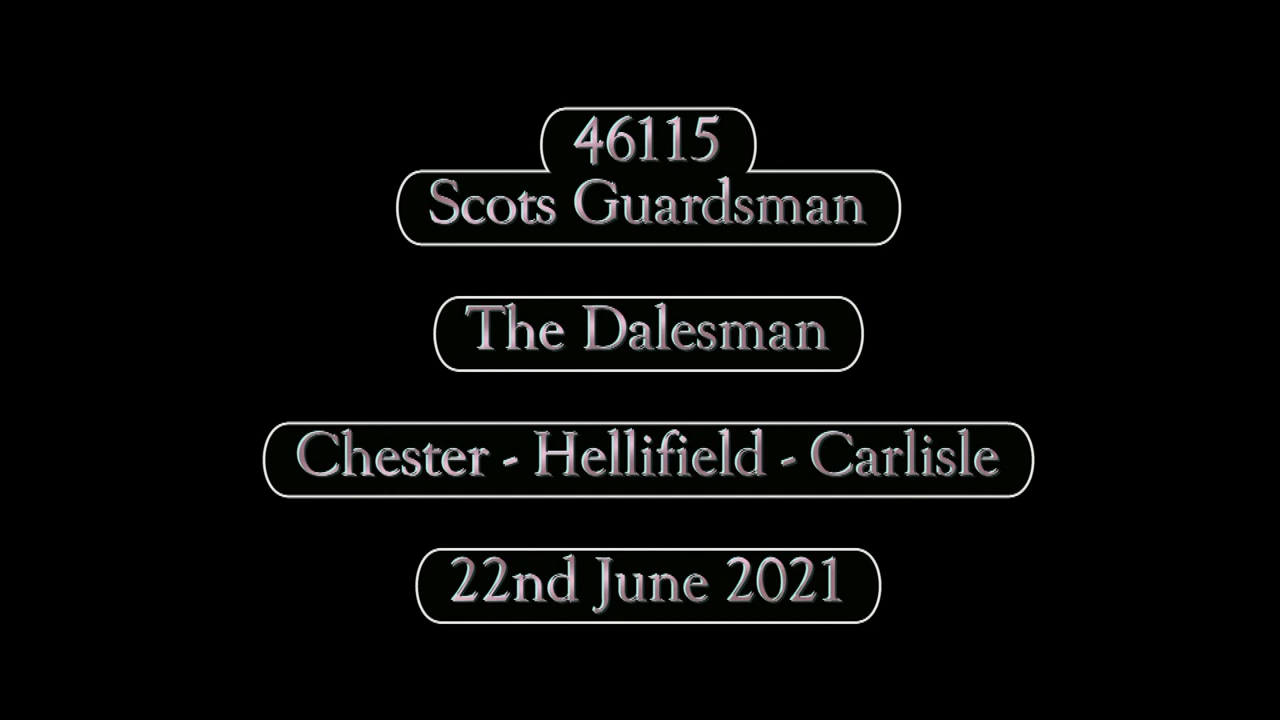 46115
Scots Guardsman
The Dalesman
Chester - Hellifield - Carlisle
22nd June 2021